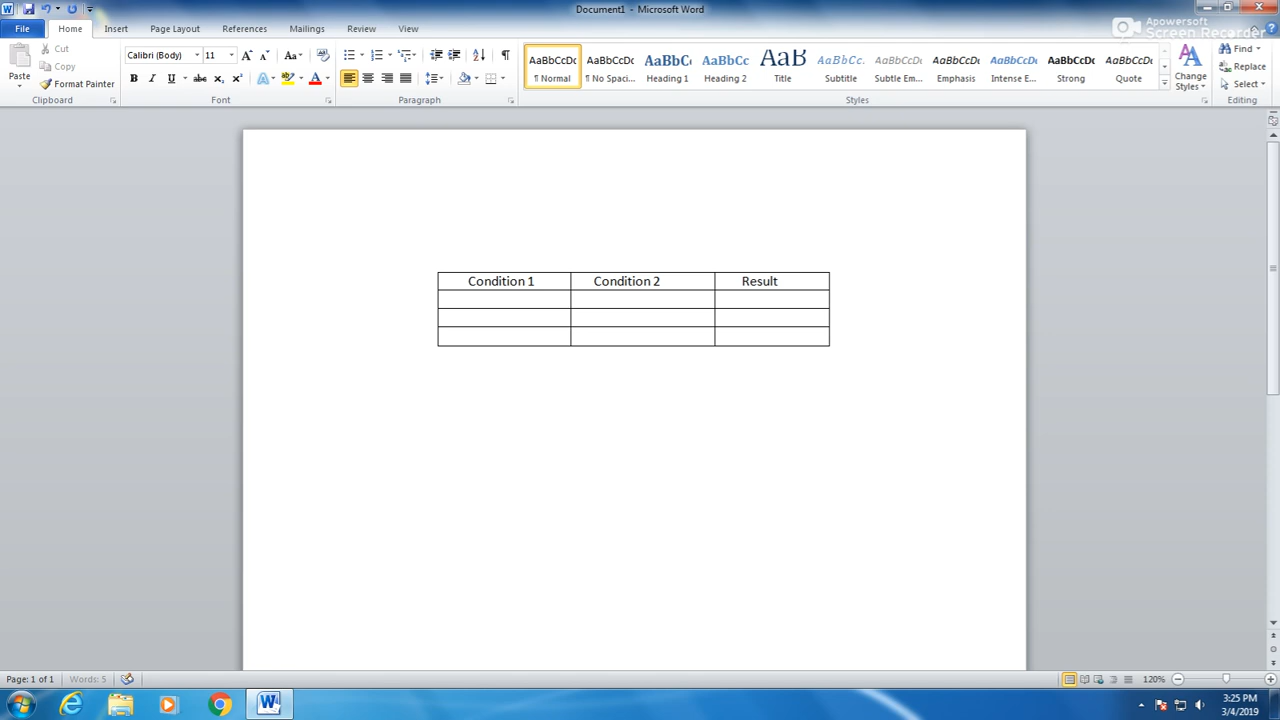 Document1 - Microsoft Word
Apowersoft
Screen Recorder
File Home Insert Page Layout References Mailings Review View
Paste
Cut
Copy
Format Painter
Clipboard
Calibri (Body) 11
Font
Paragraph
AaBbCcDc AaBbCcDc AaBbCc AaBbCc AaB AaBbCc. AaBbCcDc AaBbCcDc AaBbCcDc AaBbCcDc AaBbCcDc
¶ Normal ¶ No Spaci... Heading 1 Heading 2 Title Subtitle Subtle Em... Emphasis Intense E... Strong Quote
Change
Styles
Styles
Find
Replace
Select
Editing
Condition 1 Condition 2 Result
Page: 1 of 1 Words: 5 120%
3:25 PM
3/4/2019